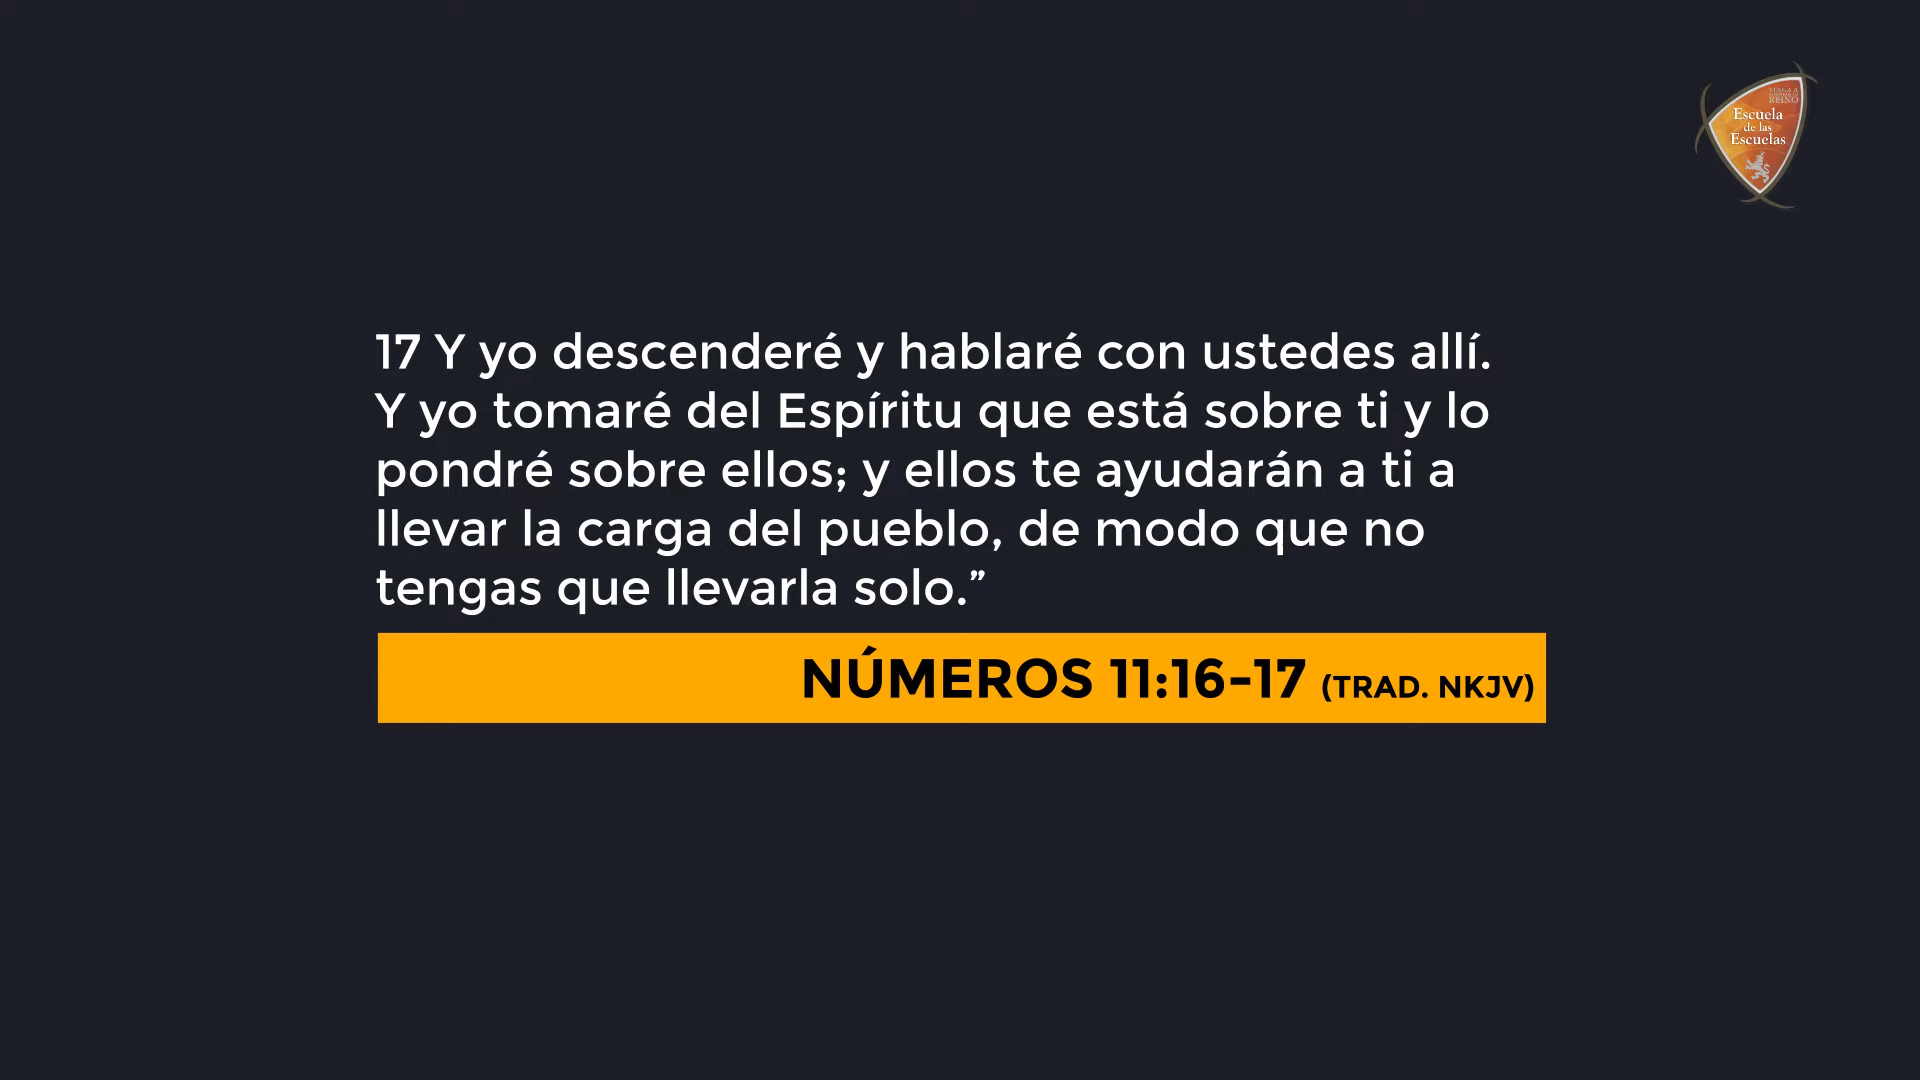 VENGA A
REINO
Escuela
de las
Escuelas
17 Y yo descenderé y hablaré con ustedes allí.
Y yo tomaré del Espíritu que está sobre ti y lo
pondré sobre ellos; y ellos te ayudarán a ti a
llevar la carga del pueblo, de modo que no
tengas que llevarla solo.”
NÚMEROS 11:16-17 (TRAD. NKJV)